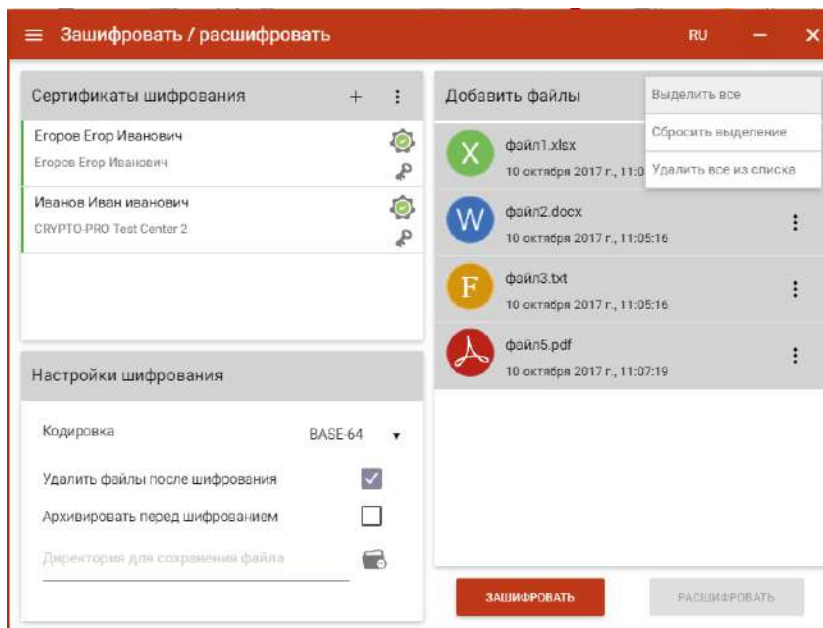 Зашифровать / расшифровать
RU
Сертификаты шифрования
Егоров Егор Иванович
Егоров Егор Иванович
Иванов Иван иванович
CRYPTO-PRO Test Center 2
Настройки шифрования
Кодировка
BASE-64
Удалить файлы после шифрования
Архивировать перед шифрованием
Директория для сохранения файла
Добавить файлы
Выделить все
Сбросить выделение
Удалить все из списка
X
файл1.xlsx
10 октября 2017 г., 11:0
W
файл2.docx
10 октября 2017 г., 11:05:16
F
файл3.txt
10 октября 2017 г., 11:05:16
файл5.pdf
10 октября 2017 г., 11:07:19
ЗАШИФРОВАТЬ
РАСШИФРОВАТЬ